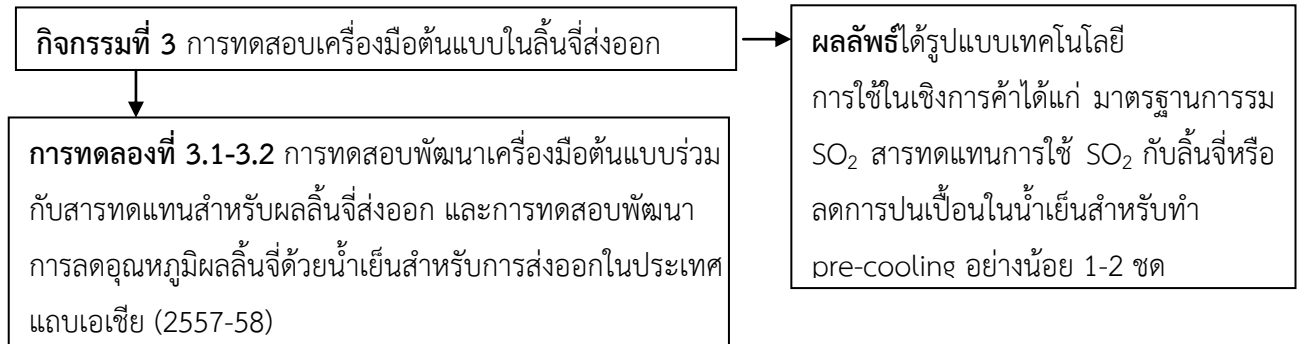 กิจกรรมที่ 3 การทดสอบเครื่องมือต้นแบบในลิ้นจี่ส่งออก
การทดลองที่ 3.1-3.2 การทดสอบพัฒนาเครื่องมือต้นแบบร่วม
กับสารทดแทนสำหรับผลลิ้นจี่ส่งออก และการทดสอบพัฒนา
การลดอุณหภูมิผลลิ้นจี่ด้วยน้ำเย็นสำหรับการส่งออกในประเทศ
แถบเอเชีย (2557-58)
ผลลัพธ์ได้รูปแบบเทคโนโลยี
การใช้ในเชิงการค้าได้แก่ มาตรฐานการรม
SO₂ สารทดแทนการใช้ SO₂ กับลิ้นจี่หรือ
ลดการปนเปื้อนในน้ำเย็นสำหรับทำ
pre-cooling อย่างน้อย 1-2 ชุด